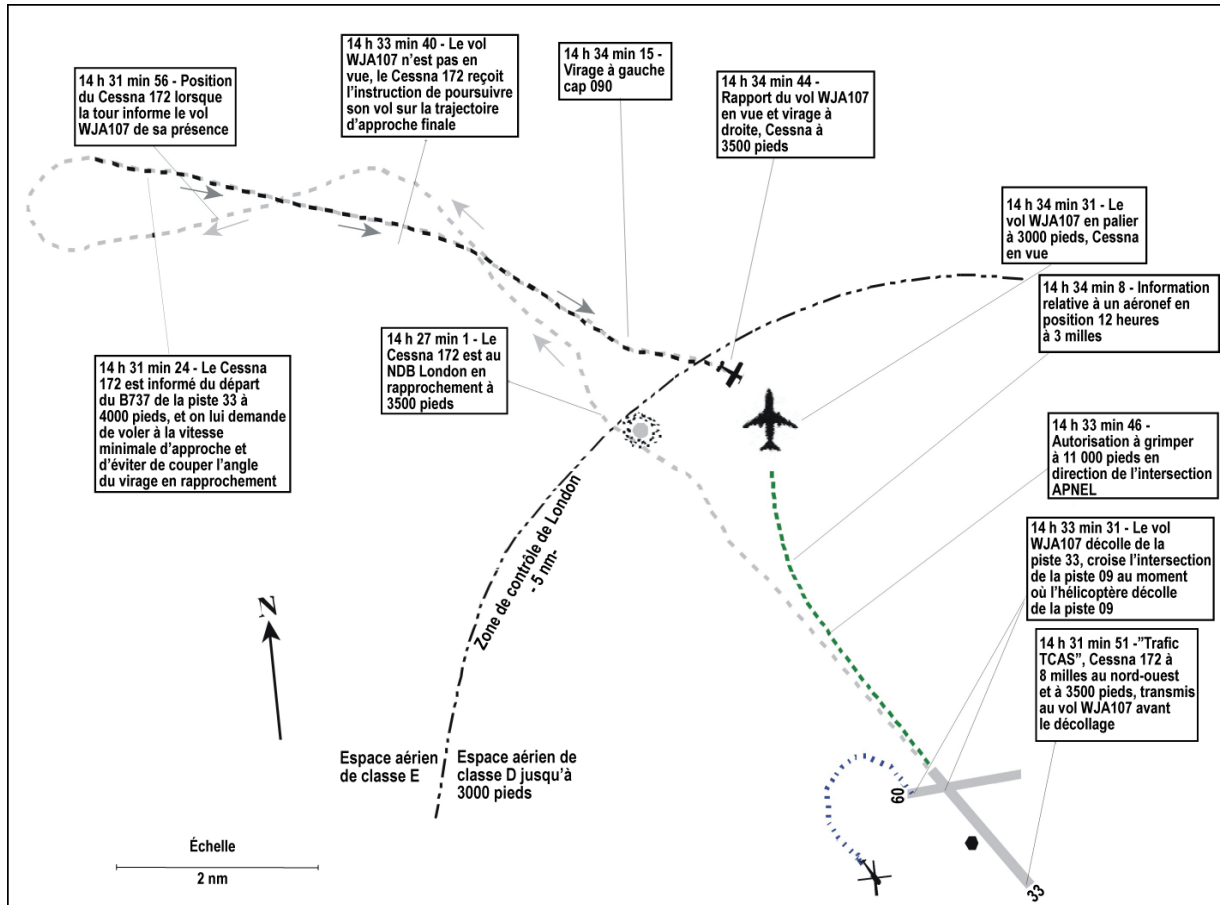 14 h 31 min 56 - Position
du Cessna 172 lorsque
la tour informe le vol
WJA107 de sa présence
14 h 33 min 40 - Le vol
WJA107 n’est pas en
vue, le Cessna 172 reçoit
l’instruction de poursuivre
son vol sur la trajectoire
d’approche finale
14 h 34 min 15 -
Virage à gauche
cap 090
14 h 34 min 44 -
Rapport du vol WJA107
en vue et virage à
droite, Cessna à
3500 pieds
14 h 34 min 31 - Le
vol WJA107 en palier
à 3000 pieds, Cessna
en vue
14 h 34 min 8 - Information
relative à un aéronef en
position 12 heures
à 3 milles
14 h 27 min 1 - Le
Cessna 172 est au
NDB London en
rapprochement à
3500 pieds
14 h 31 min 24 - Le Cessna
172 est informé du départ
du B737 de la piste 33 à
4000 pieds, et on lui demande
de voler à la vitesse
minimale d’approche et
d’éviter de couper l’angle
du virage en rapprochement
14 h 33 min 46 -
Autorisation à grimper
à 11 000 pieds en
direction de l’intersection
APNEL
14 h 33 min 31 - Le vol
WJA107 décolle de la
piste 33, croise l’intersection
de la piste 09 au moment
où l’hélicoptère décolle
de la piste 09
14 h 31 min 51 -”Trafic
TCAS”, Cessna 172 à
8 milles au nord-ouest
et à 3500 pieds, transmis
au vol WJA107 avant
le décollage
Zone de contrôle de London
- 5 nm-
N
Espace aérien
de classe E
Espace aérien de
classe D jusqu’à
3000 pieds
09
33
Échelle
2 nm